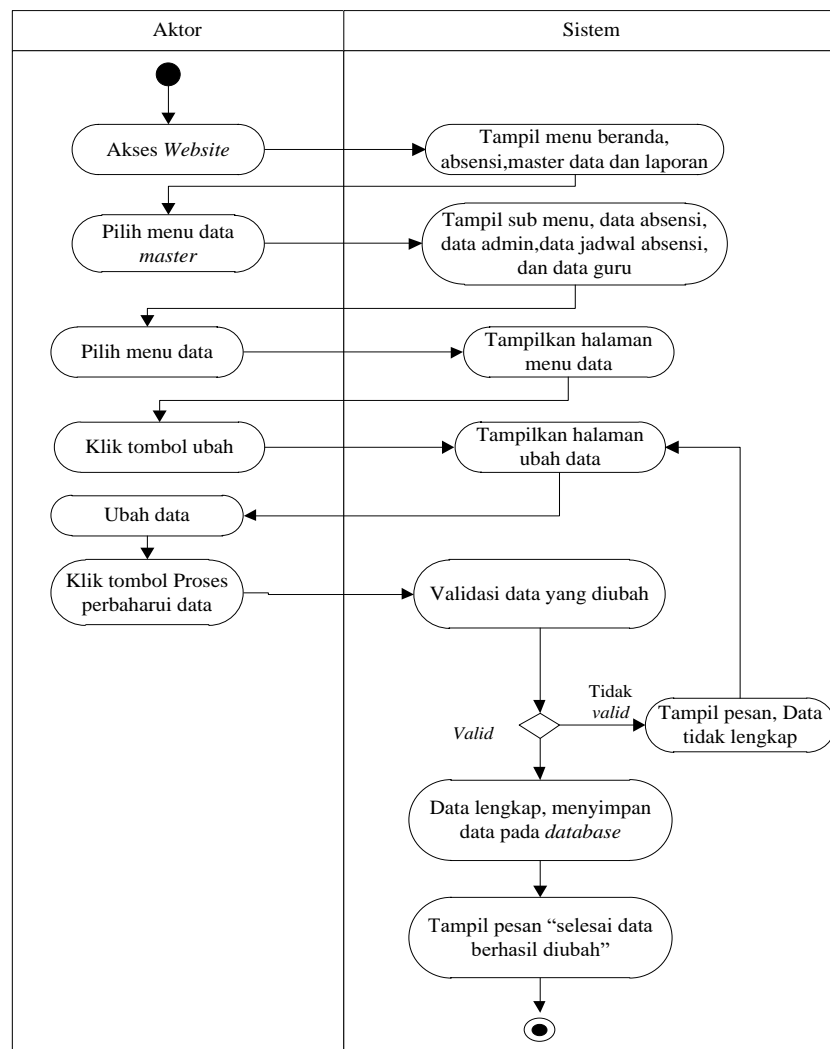 Aktor
Sistem
Akses Website
Tampil menu beranda,
absensi,master data dan laporan
Pilih menu data
master
Tampil sub menu, data absensi,
data admin,data jadwal absensi,
dan data guru
Pilih menu data
Tampilkan halaman
menu data
Klik tombol ubah
Tampilkan halaman
ubah data
Ubah data
Klik tombol Proses
perbaharui data
Validasi data yang diubah
Valid
Tidak
valid
Tampil pesan, Data
tidak lengkap
Data lengkap, menyimpan
data pada database
Tampil pesan “selesai data
berhasil diubah”